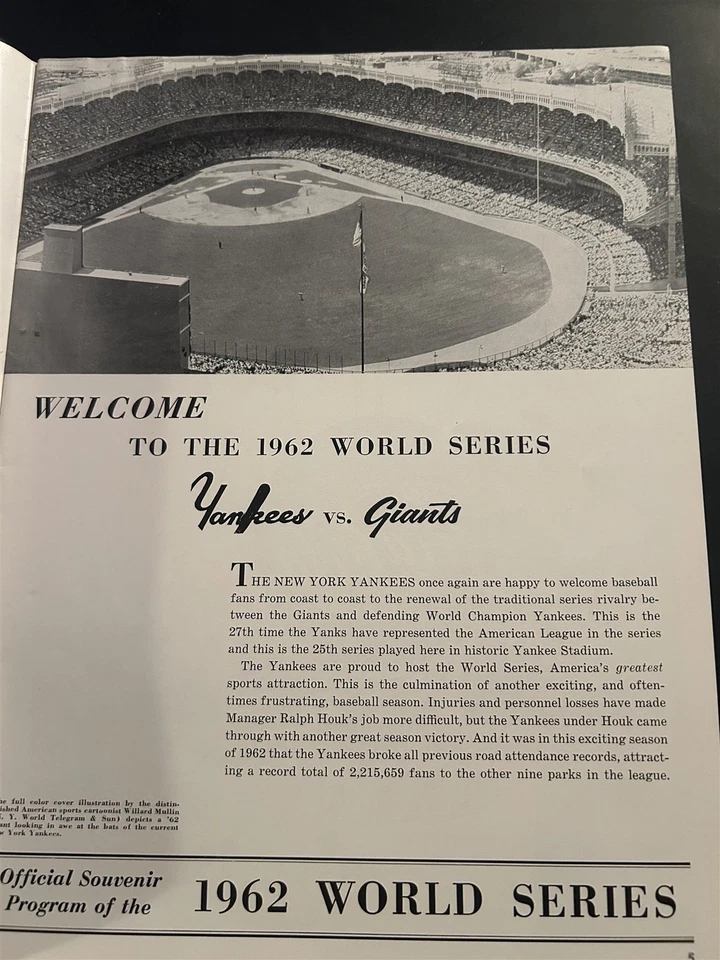 WELCOME
TO THE 1962 WORLD SERIES
Yankees vs. Giants
THE NEW YORK YANKEES once again are happy to welcome baseball
fans from coast to coast to the renewal of the traditional series rivalry be-
tween the Giants and defending World Champion Yankees. This is the
27th time the Yanks have represented the American League in the series
and this is the 25th series played here in historic Yankee Stadium.
The Yankees are proud to host the World Series, America's greatest
sports attraction. This is the culmination of another exciting, and often-
times frustrating, baseball season. Injuries and personnel losses have made
Manager Ralph Houk's job more difficult, but the Yankees under Houk came
through with another great season victory. And it was in this exciting season
of 1962 that the Yankees broke all previous road attendance records, attract-
ing a record total of 2,215,659 fans to the other nine parks in the league.
full color cover illustration by the distin-
American sports cartoonist Willard Mullin
Y. World Telegram & Sun) depicts a '62
looking in awe at the bats of the current
York Yankees.
Official Souvenir
Program of the
1962 WORLD SERIES
5